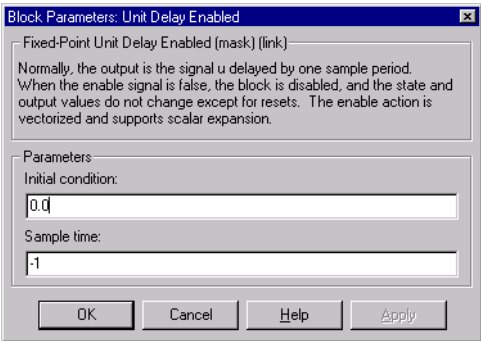 Block Parameters: Unit Delay Enabled
Fixed-Point Unit Delay Enabled (mask) (link)
Normally, the output is the signal u delayed by one sample period.
When the enable signal is false, the block is disabled, and the state and
output values do not change except for resets.  The enable action is
vectorized and supports scalar expansion.
Parameters
Initial condition:
0.0
Sample time:
-1
OK Cancel Help Apply